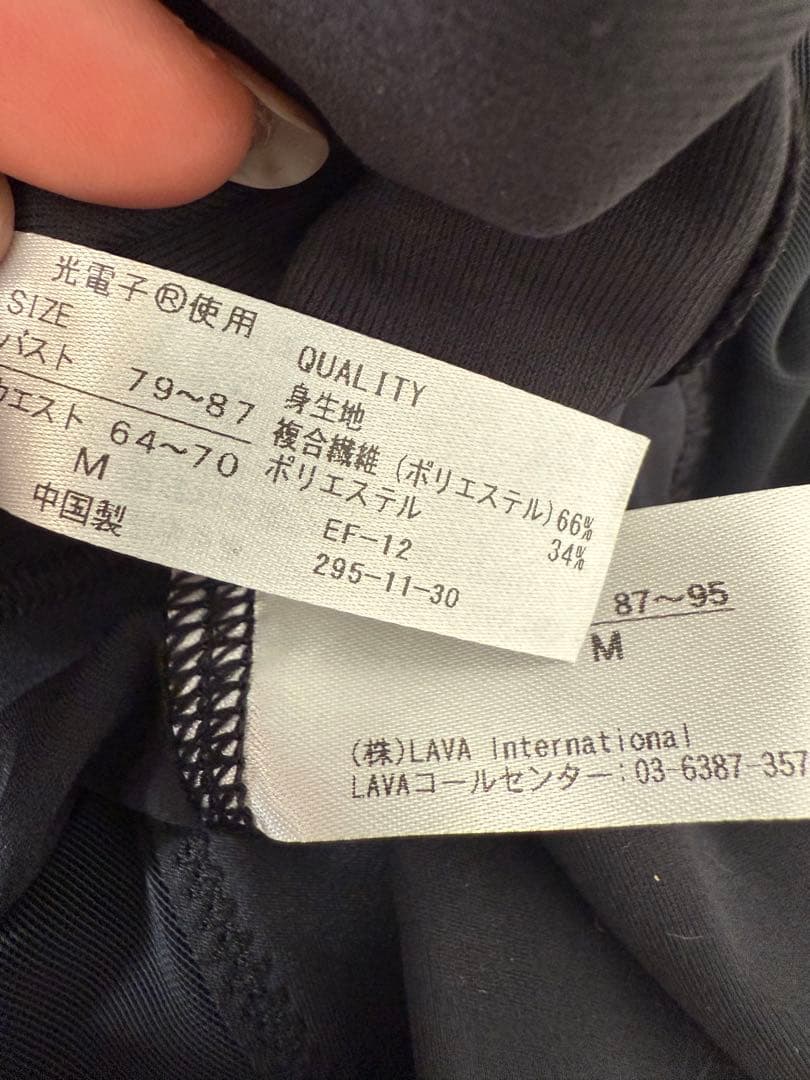 光電子®使用
SIZE
バスト 79～87
ウエスト 64～70
M
中国製
QUALITY
身生地
複合繊維(ポリエステル)66%
ポリエステル 34%
EF-12
295-11-30
87～95
M
(株)LAVA International
LAVAコールセンター:03-6387-357